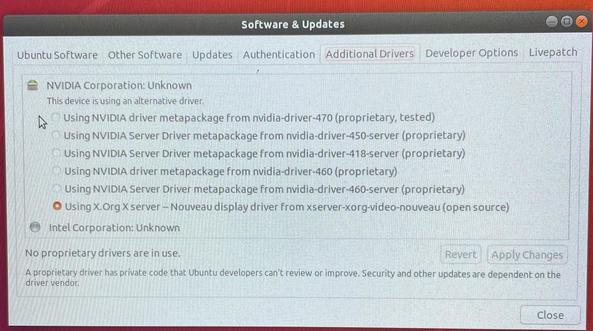 Software & Updates
Ubuntu Software Other Software Updates Authentication Additional Drivers Developer Options Livepatch
NVIDIA Corporation: Unknown
This device is using an alternative driver.
Using NVIDIA driver metapackage from nvidia-driver-470 (proprietary, tested)
Using NVIDIA Server Driver metapackage from nvidia-driver-450-server (proprietary)
Using NVIDIA Server Driver metapackage from nvidia-driver-418-server (proprietary)
Using NVIDIA driver metapackage from nvidia-driver-460 (proprietary)
Using NVIDIA Server Driver metapackage from nvidia-driver-460-server (proprietary)
Using X.Org X server – Nouveau display driver from xserver-xorg-video-nouveau (open source)
Intel Corporation: Unknown
No proprietary drivers are in use.
Revert Apply Changes
A proprietary driver has private code that Ubuntu developers can't review or improve. Security and other updates are dependent on the
driver vendor.
Close